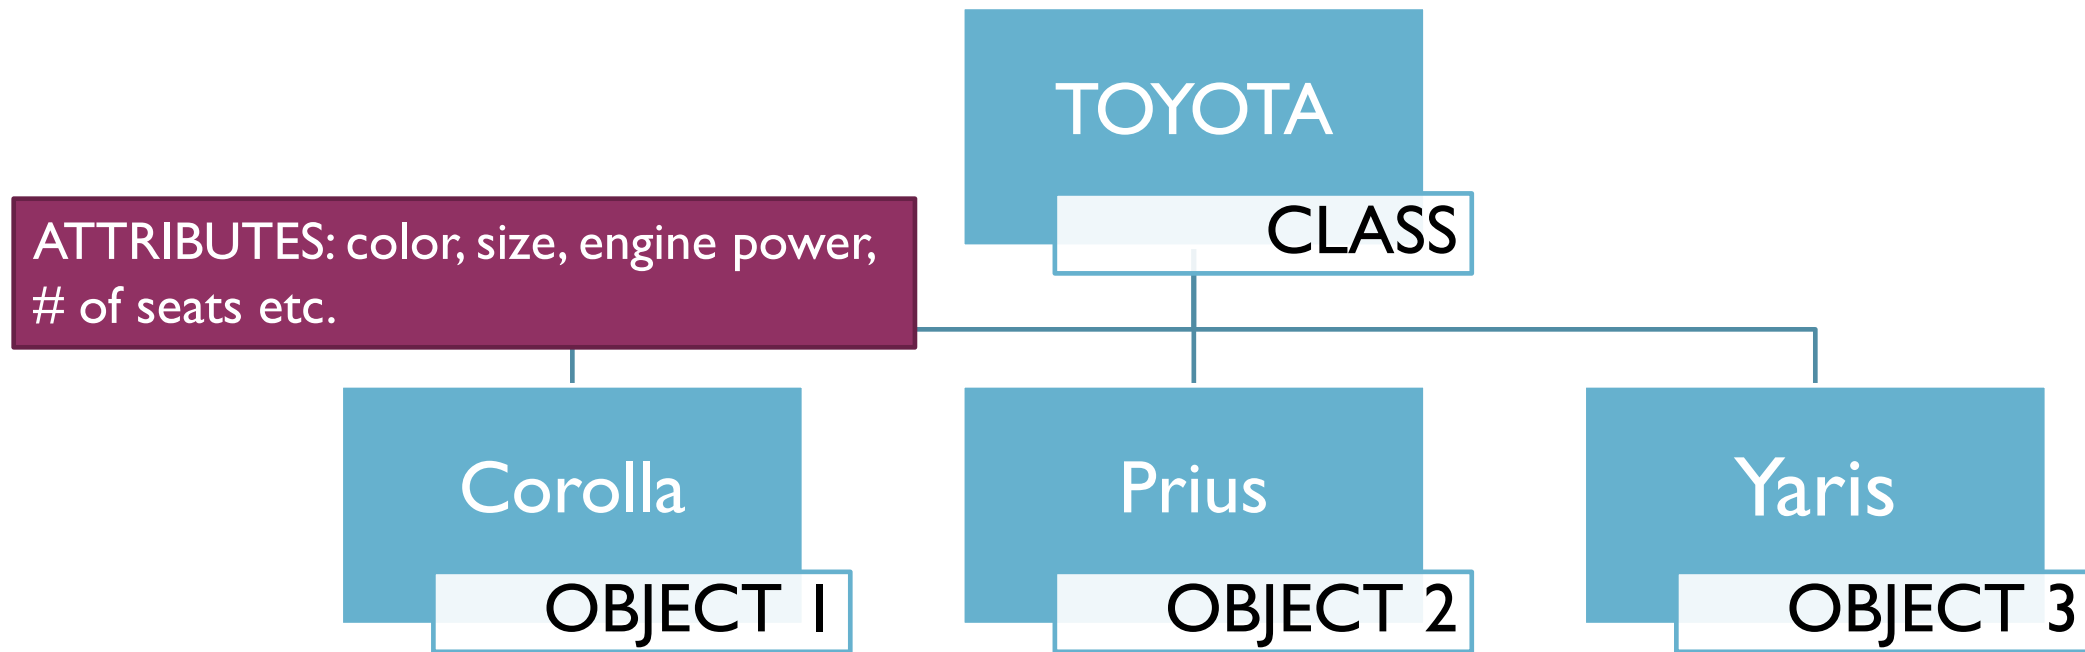 TOYOTA
CLASS
ATTRIBUTES: color, size, engine power,
# of seats etc.
Corolla
OBJECT 1
Prius
OBJECT 2
Yaris
OBJECT 3